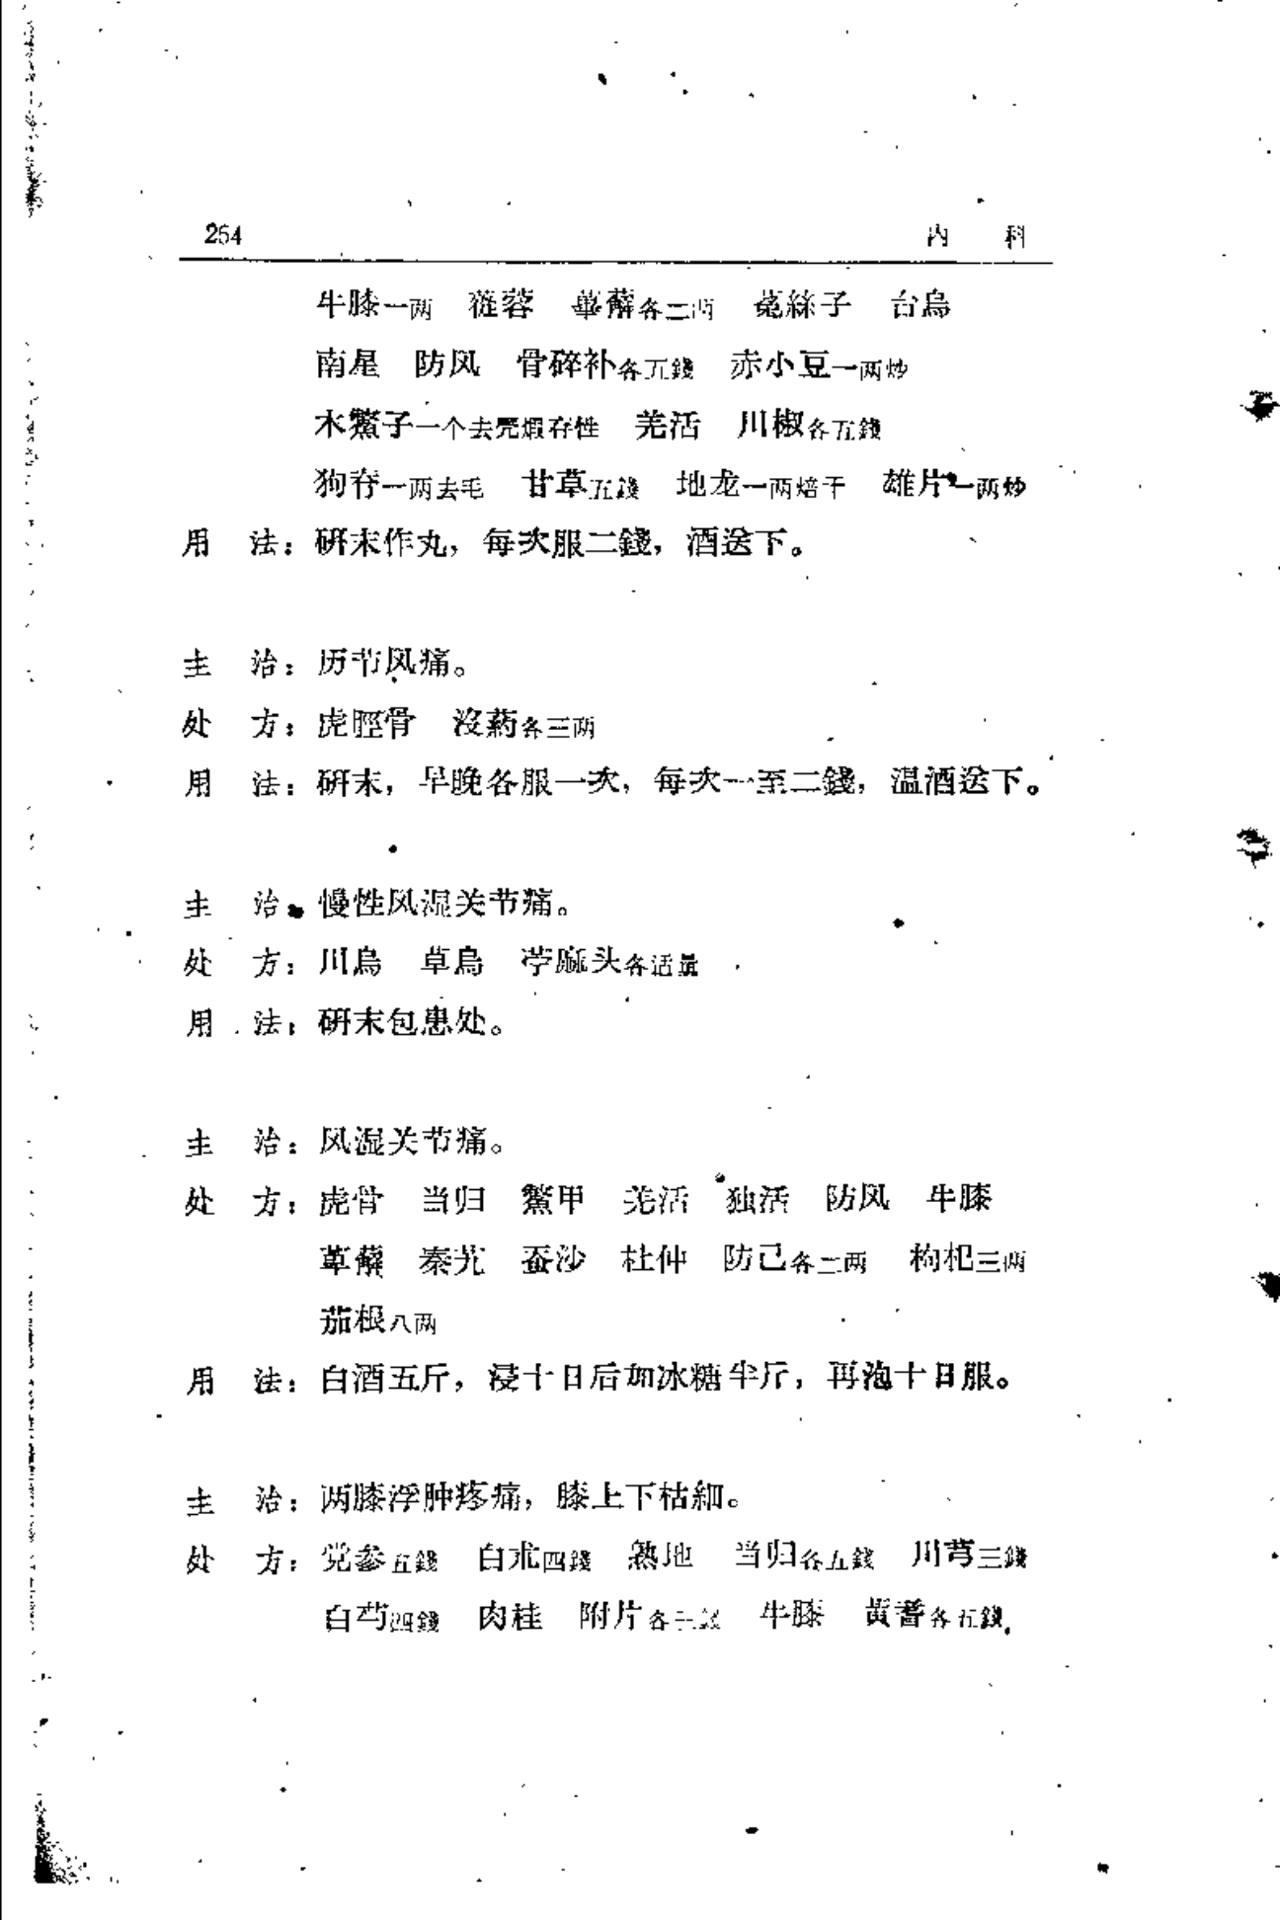 264 内 科
牛膝一两 蓯蓉 萆薢各二两 菟絲子 台烏
南星 防风 骨碎补各五錢 赤小豆一两炒
木鱉子一个去壳煅存性 羌活 川椒各五錢
狗脊一两去毛 甘草五錢 地龙一两焙干 雄片一两炒
用 法：研末作丸，每次服二錢，酒送下。
主 治：历节风痛。
处 方：虎脛骨 沒药各三两
用 法：研末，早晚各服一次，每次一至二錢，温酒送下。
主 治：慢性风湿关节痛。
处 方：川烏 草烏 苧麻头各适量
用 法：研末包患处。
主 治：风湿关节痛。
处 方：虎骨 当归 鱉甲 羌活 独活 防风 牛膝
萆薢 秦艽 蚕沙 杜仲 防己各二两 枸杞三两
茄根八两
用 法：白酒五斤，浸十日后加冰糖半斤，再泡十日服。
主 治：两膝浮肿疼痛，膝上下枯細。
处 方：党参五錢 白朮四錢 熟地 当归各五錢 川芎三錢
白芍四錢 肉桂 附片各 牛膝 黃耆各五錢